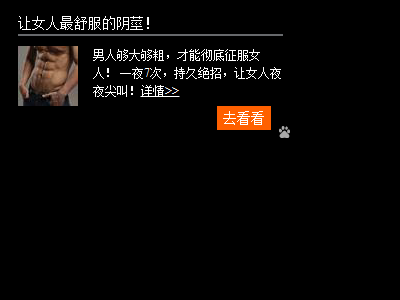 让女人最舒服的阴茎！
男人够大够粗，才能彻底征服女
人！ 一夜7次，持久绝招，让女人夜
夜尖叫！详情>>
去看看